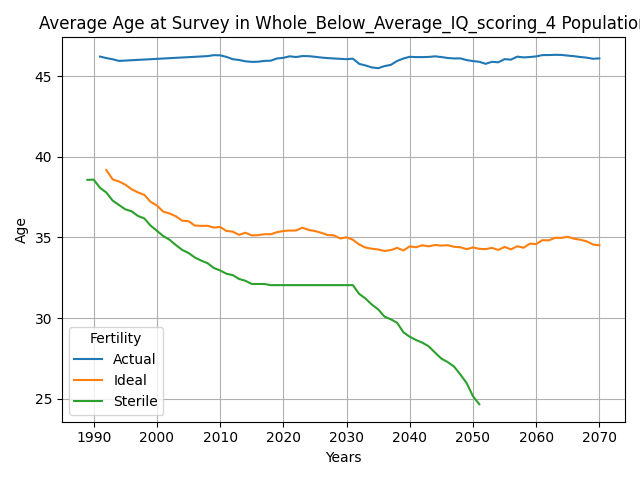 Average Age at Survey in Whole_Below_Average_IQ_scoring_4 Population
45
40
35
30
25
Age
Fertility
Actual
Ideal
Sterile
1990 2000 2010 2020 2030 2040 2050 2060 2070
Years